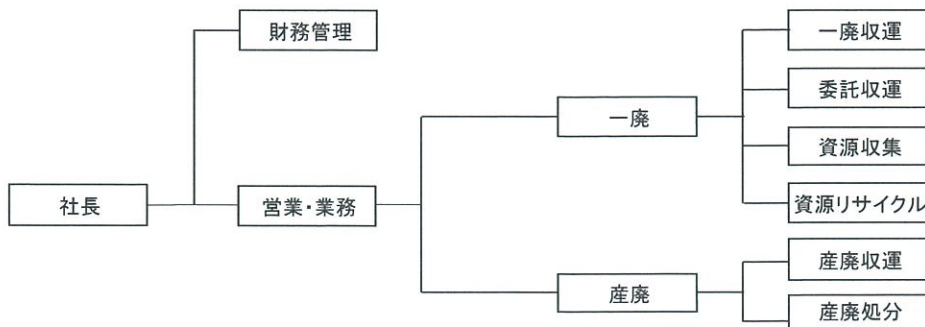 社長
財務管理
営業・業務
一廃
一廃収運
委託収運
資源収集
資源リサイクル
産廃
産廃収運
産廃処分